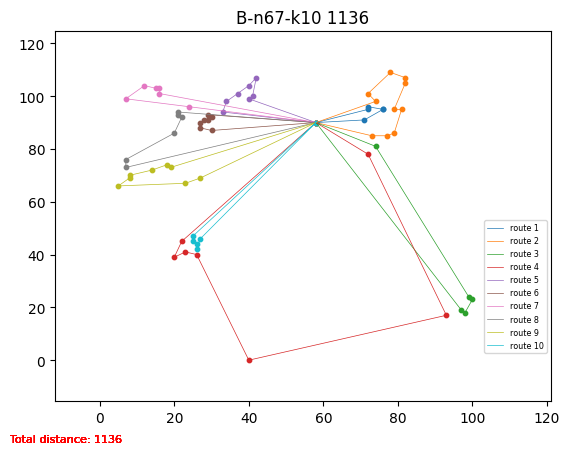 B-n67-k10 1136
120
100
80
60
40
20
0
route 1
route 2
route 3
route 4
route 5
route 6
route 7
route 8
route 9
route 10
0 20 40 60 80 100 120
Total distance: 1136